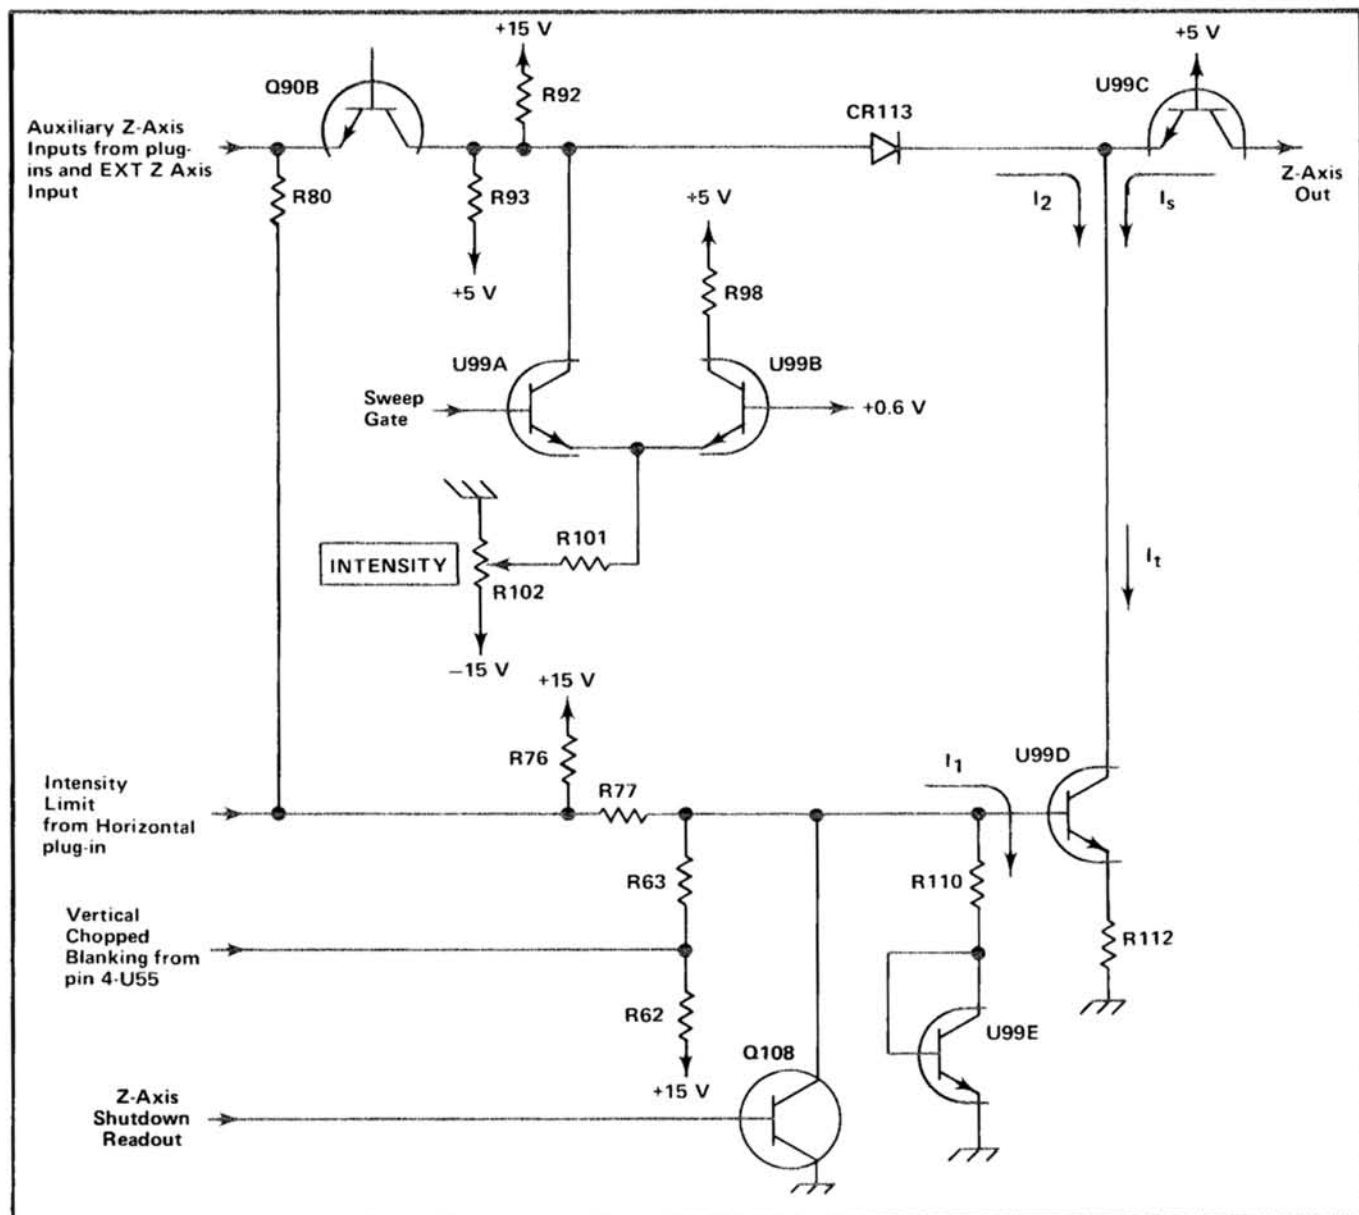 +15 V
+5 V
Q90B
R92
U99C
CR113
Auxiliary Z-Axis
Inputs from plug-
ins and EXT Z Axis
Input
R80
R93
+5 V
I2
Is
Z-Axis
Out
+5 V
R98
U99A
U99B
Sweep
Gate
+0.6 V
R101
INTENSITY
R102
It
−15 V
+15 V
R76
I1
U99D
Intensity
Limit
from Horizontal
plug-in
R77
R63
R110
Vertical
Chopped
Blanking from
pin 4-U55
R112
R62
U99E
Q108
+15 V
Z-Axis
Shutdown
Readout